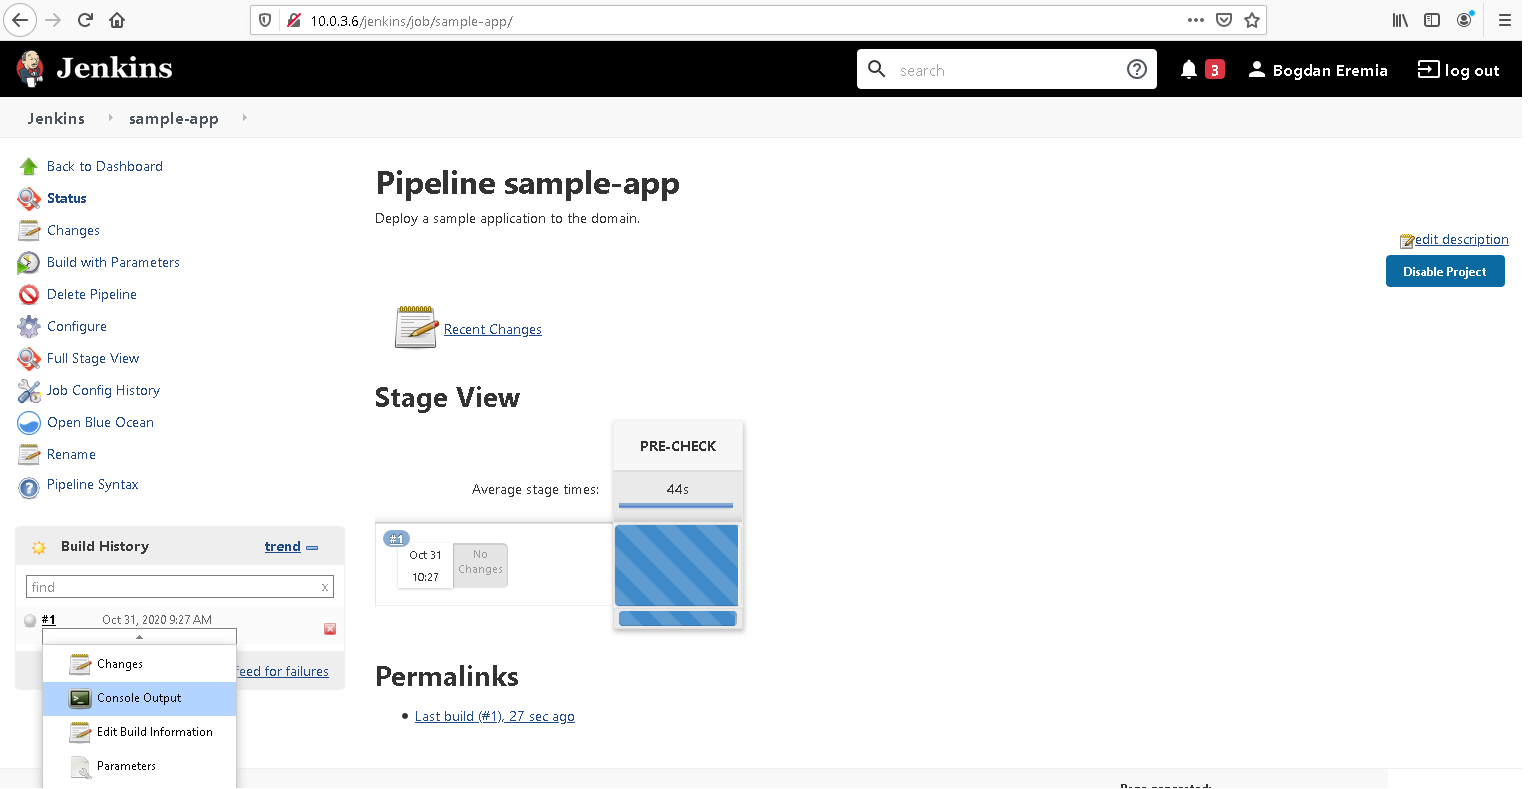 10.0.3.6/jenkins/job/sample-app/
Jenkins
search
3
Bogdan Eremia
log out
Jenkins
sample-app
Back to Dashboard
Status
Changes
Build with Parameters
Delete Pipeline
Configure
Full Stage View
Job Config History
Open Blue Ocean
Rename
Pipeline Syntax
Build History
trend
find
x
#1
Oct 31, 2020 9:27 AM
feed for failures
Changes
Console Output
Edit Build Information
Parameters
Pipeline sample-app
Deploy a sample application to the domain.
edit description
Disable Project
Recent Changes
Stage View
PRE-CHECK
Average stage times:
44s
#1
Oct 31
10:27
No
Changes
Permalinks
Last build (#1), 27 sec ago
Page generated: